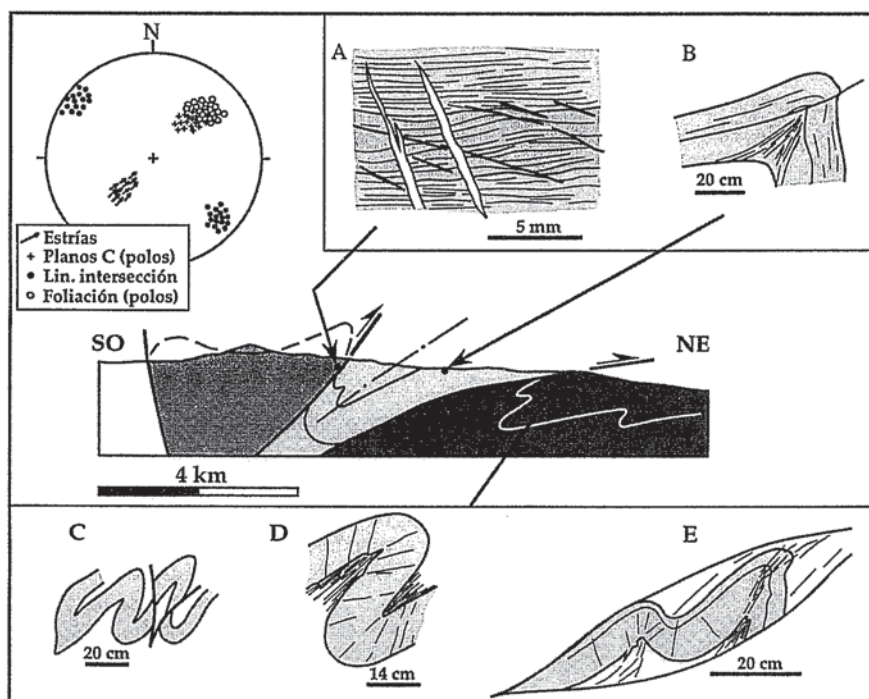 N
Estrías
Planos C (polos)
Lin. intersección
Foliación (polos)
A
B
5 mm
20 cm
SO
NE
4 km
C
D
E
20 cm
14 cm
20 cm